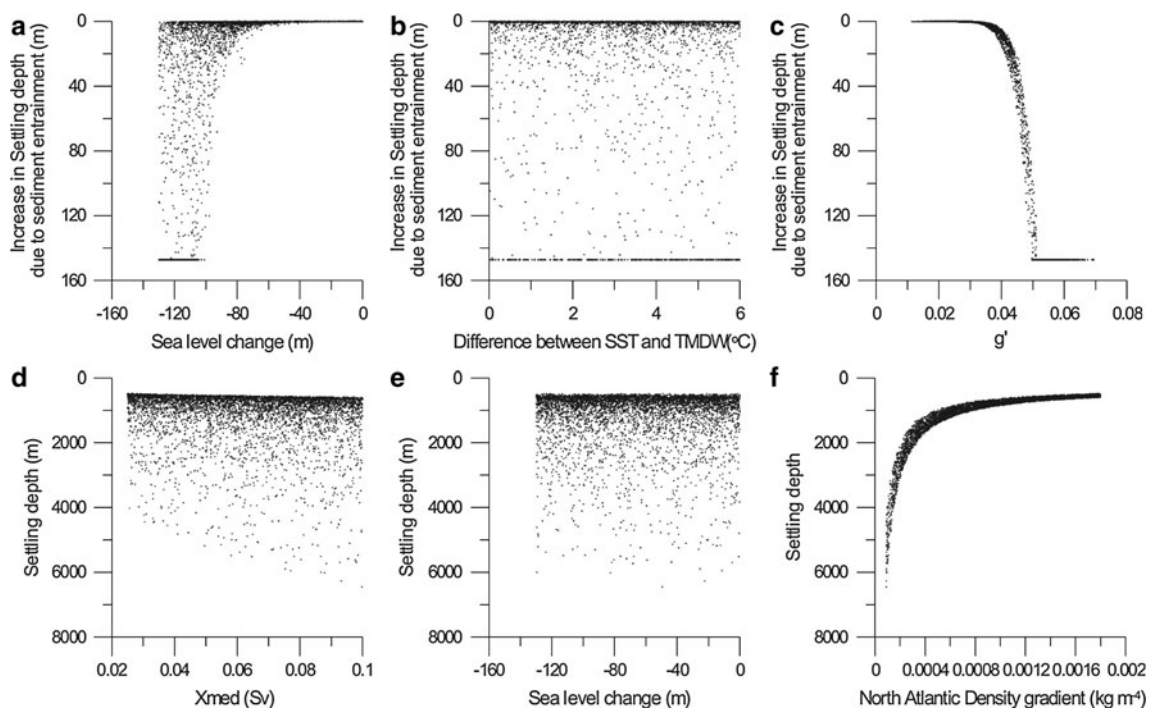 a
Increase in Settling depth
due to sediment entrainment (m)
0
40
80
120
160
-160
-120
-80
-40
0
Sea level change (m)
b
Increase in Settling depth
due to sediment entrainment (m)
0
40
80
120
160
0
2
4
6
Difference between SST and TMDW(°C)
c
Increase in Settling depth
due to sediment entrainment (m)
0
40
80
120
160
0
0.02
0.04
0.06
0.08
g'
d
Settling depth (m)
0
2000
4000
6000
8000
0.02
0.04
0.06
0.08
0.1
Xmed (Sv)
e
Settling depth (m)
0
2000
4000
6000
8000
-160
-120
-80
-40
0
Sea level change (m)
f
Settling depth
0
2000
4000
6000
8000
0
0.0004
0.0008
0.0012
0.0016
0.002
North Atlantic Density gradient (kg m⁻⁴)